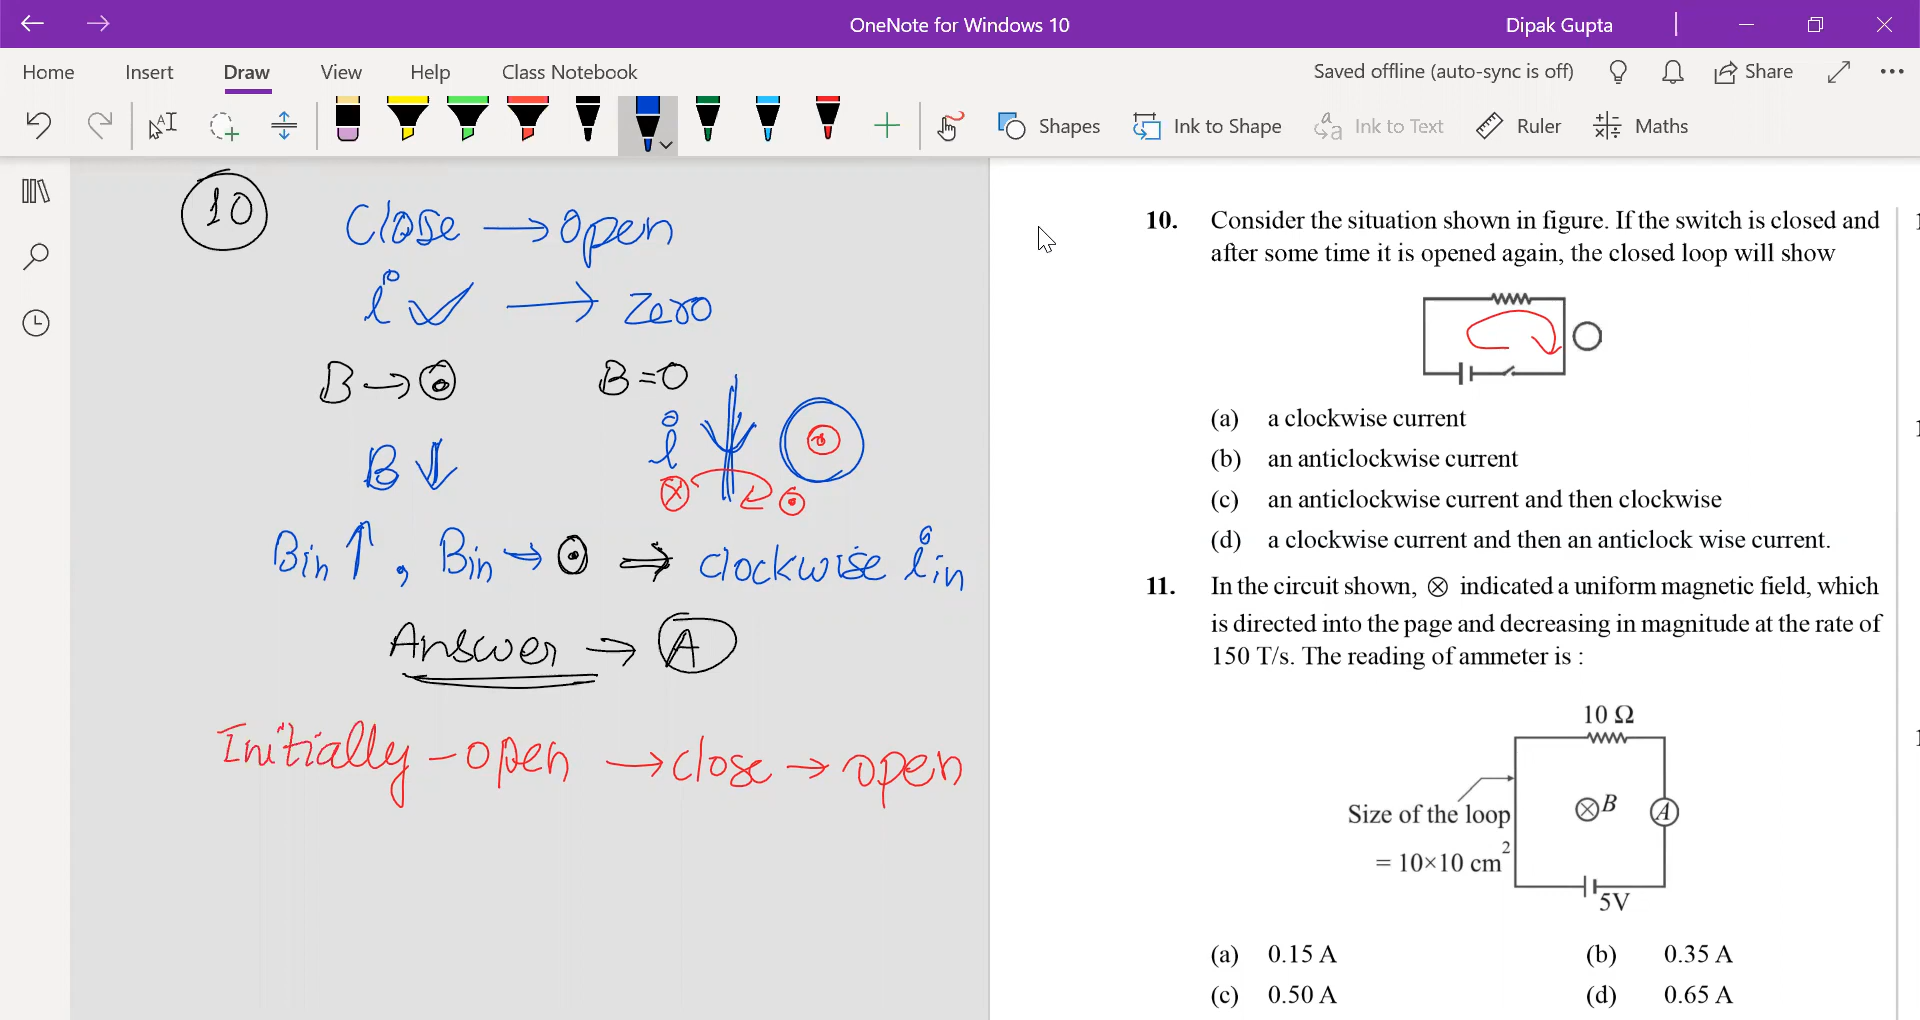 OneNote for Windows 10
Dipak Gupta
Home Insert Draw View Help Class Notebook
Saved offline (auto-sync is off) Share
Shapes Ink to Shape Ink to Text Ruler Maths
10
Close → open
i ✓ → zero
B → ⊙ B = 0
B ↓ i
⊗ ⊙
Bin ↑, Bin → ⊙ ⇒ clockwise iin
Answer → A
Initially - open → close → open
10. Consider the situation shown in figure. If the switch is closed and
after some time it is opened again, the closed loop will show
(a) a clockwise current
(b) an anticlockwise current
(c) an anticlockwise current and then clockwise
(d) a clockwise current and then an anticlock wise current.
11. In the circuit shown, ⊗ indicated a uniform magnetic field, which
is directed into the page and decreasing in magnitude at the rate of
150 T/s. The reading of ammeter is :
10 Ω
⊗B A
Size of the loop
= 10×10 cm²
5V
(a) 0.15 A (b) 0.35 A
(c) 0.50 A (d) 0.65 A